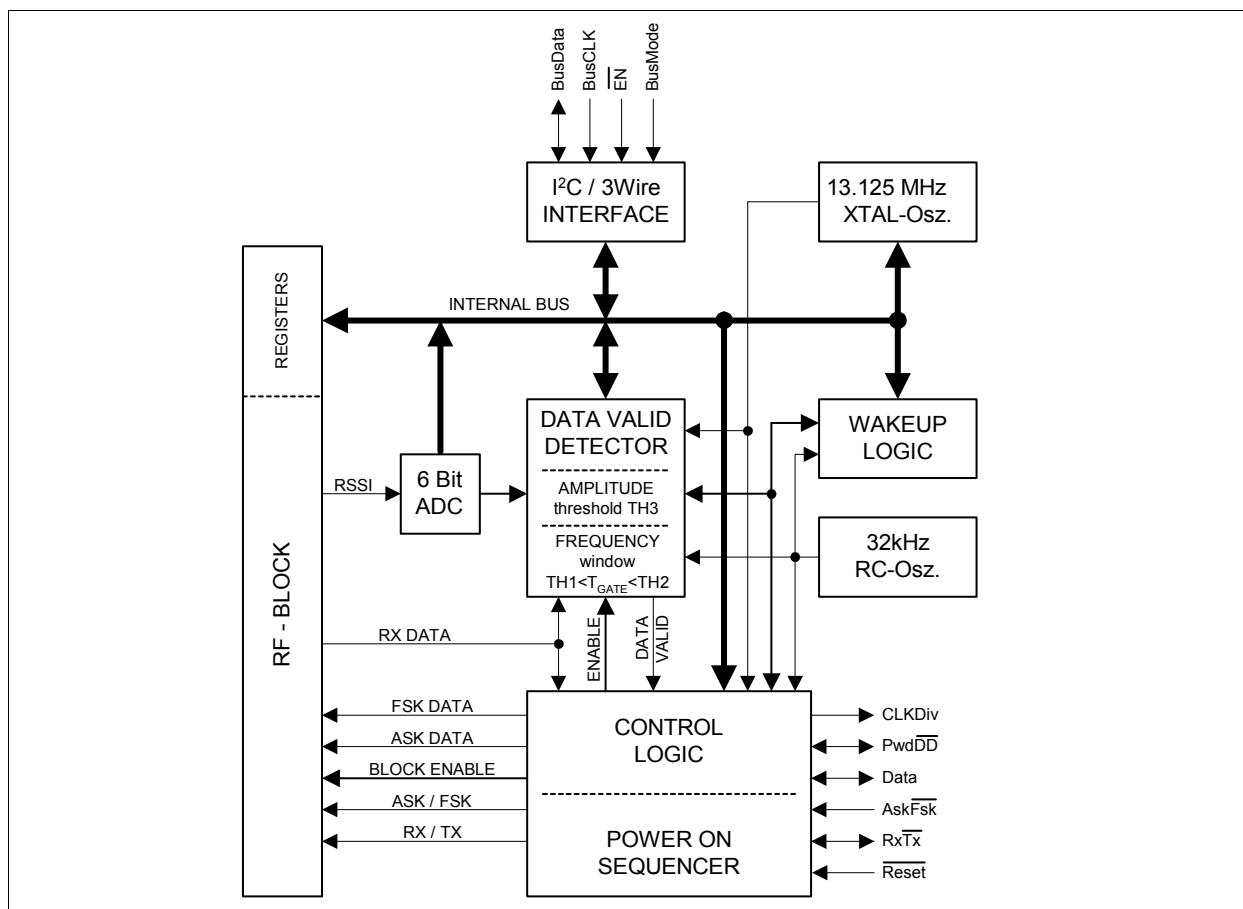 BusData
BusCLK
EN
BusMode
I²C / 3Wire
INTERFACE
13.125 MHz
XTAL-Osz.
REGISTERS
INTERNAL BUS
DATA VALID
DETECTOR
AMPLITUDE
threshold TH3
FREQUENCY
window
TH1<T_GATE<TH2
WAKEUP
LOGIC
RSSI
6 Bit
ADC
32kHz
RC-Osz.
RF - BLOCK
RX DATA
ENABLE
DATA
VALID
FSK DATA
ASK DATA
BLOCK ENABLE
ASK / FSK
RX / TX
CONTROL
LOGIC
POWER ON
SEQUENCER
CLKDiv
PwdDD
Data
AskFsk
RxTx
Reset